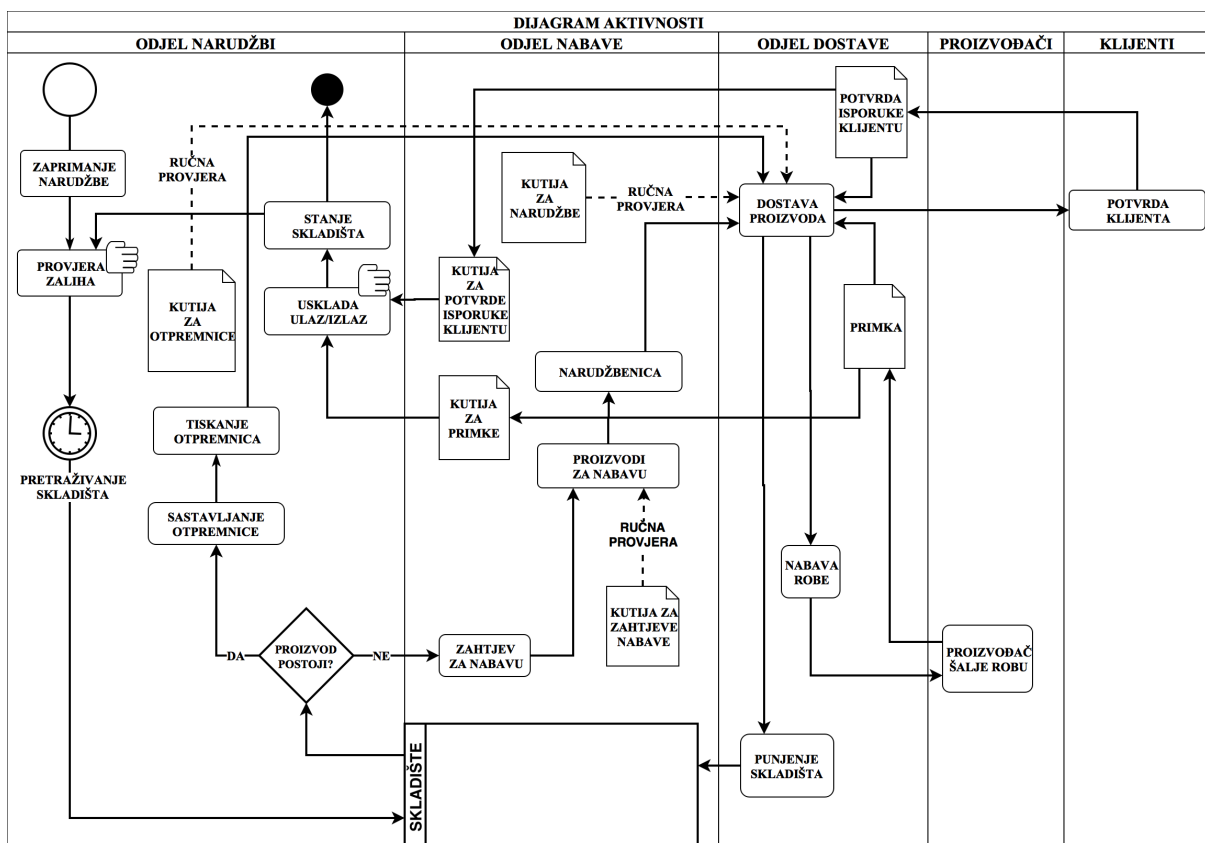 DIJAGRAM AKTIVNOSTI
ODJEL NARUDŽBI
ODJEL NABAVE
ODJEL DOSTAVE
PROIZVOĐAČI
KLIJENTI
ZAPRIMANJE
NARUDŽBE
RUČNA
PROVJERA
PROVJERA
ZALIHA
KUTIJA
ZA
OTPREMNICE
STANJE
SKLADIŠTA
USKLADA
ULAZ/IZLAZ
PRETRAŽIVANJE
SKLADIŠTA
TISKANJE
OTPREMNICA
SASTAVLJANJE
OTPREMNICE
DA
PROIZVOD
POSTOJI?
NE
KUTIJA
ZA
NARUDŽBE
RUČNA
PROVJERA
KUTIJA
ZA
POTVRDE
ISPORUKE
KLIJENTU
NARUDŽBENICA
KUTIJA
ZA
PRIMKE
PROIZVODI
ZA NABAVU
RUČNA
PROVJERA
KUTIJA ZA
ZAHTJEVE
NABAVE
ZAHTJEV
ZA NABAVU
SKLADIŠTE
POTVRDA
ISPORUKE
KLIJENTU
DOSTAVA
PROIZVODA
PRIMKA
NABAVA
ROBE
PUNJENJE
SKLADIŠTA
PROIZVOĐAČ
ŠALJE ROBU
POTVRDA
KLIJENTA